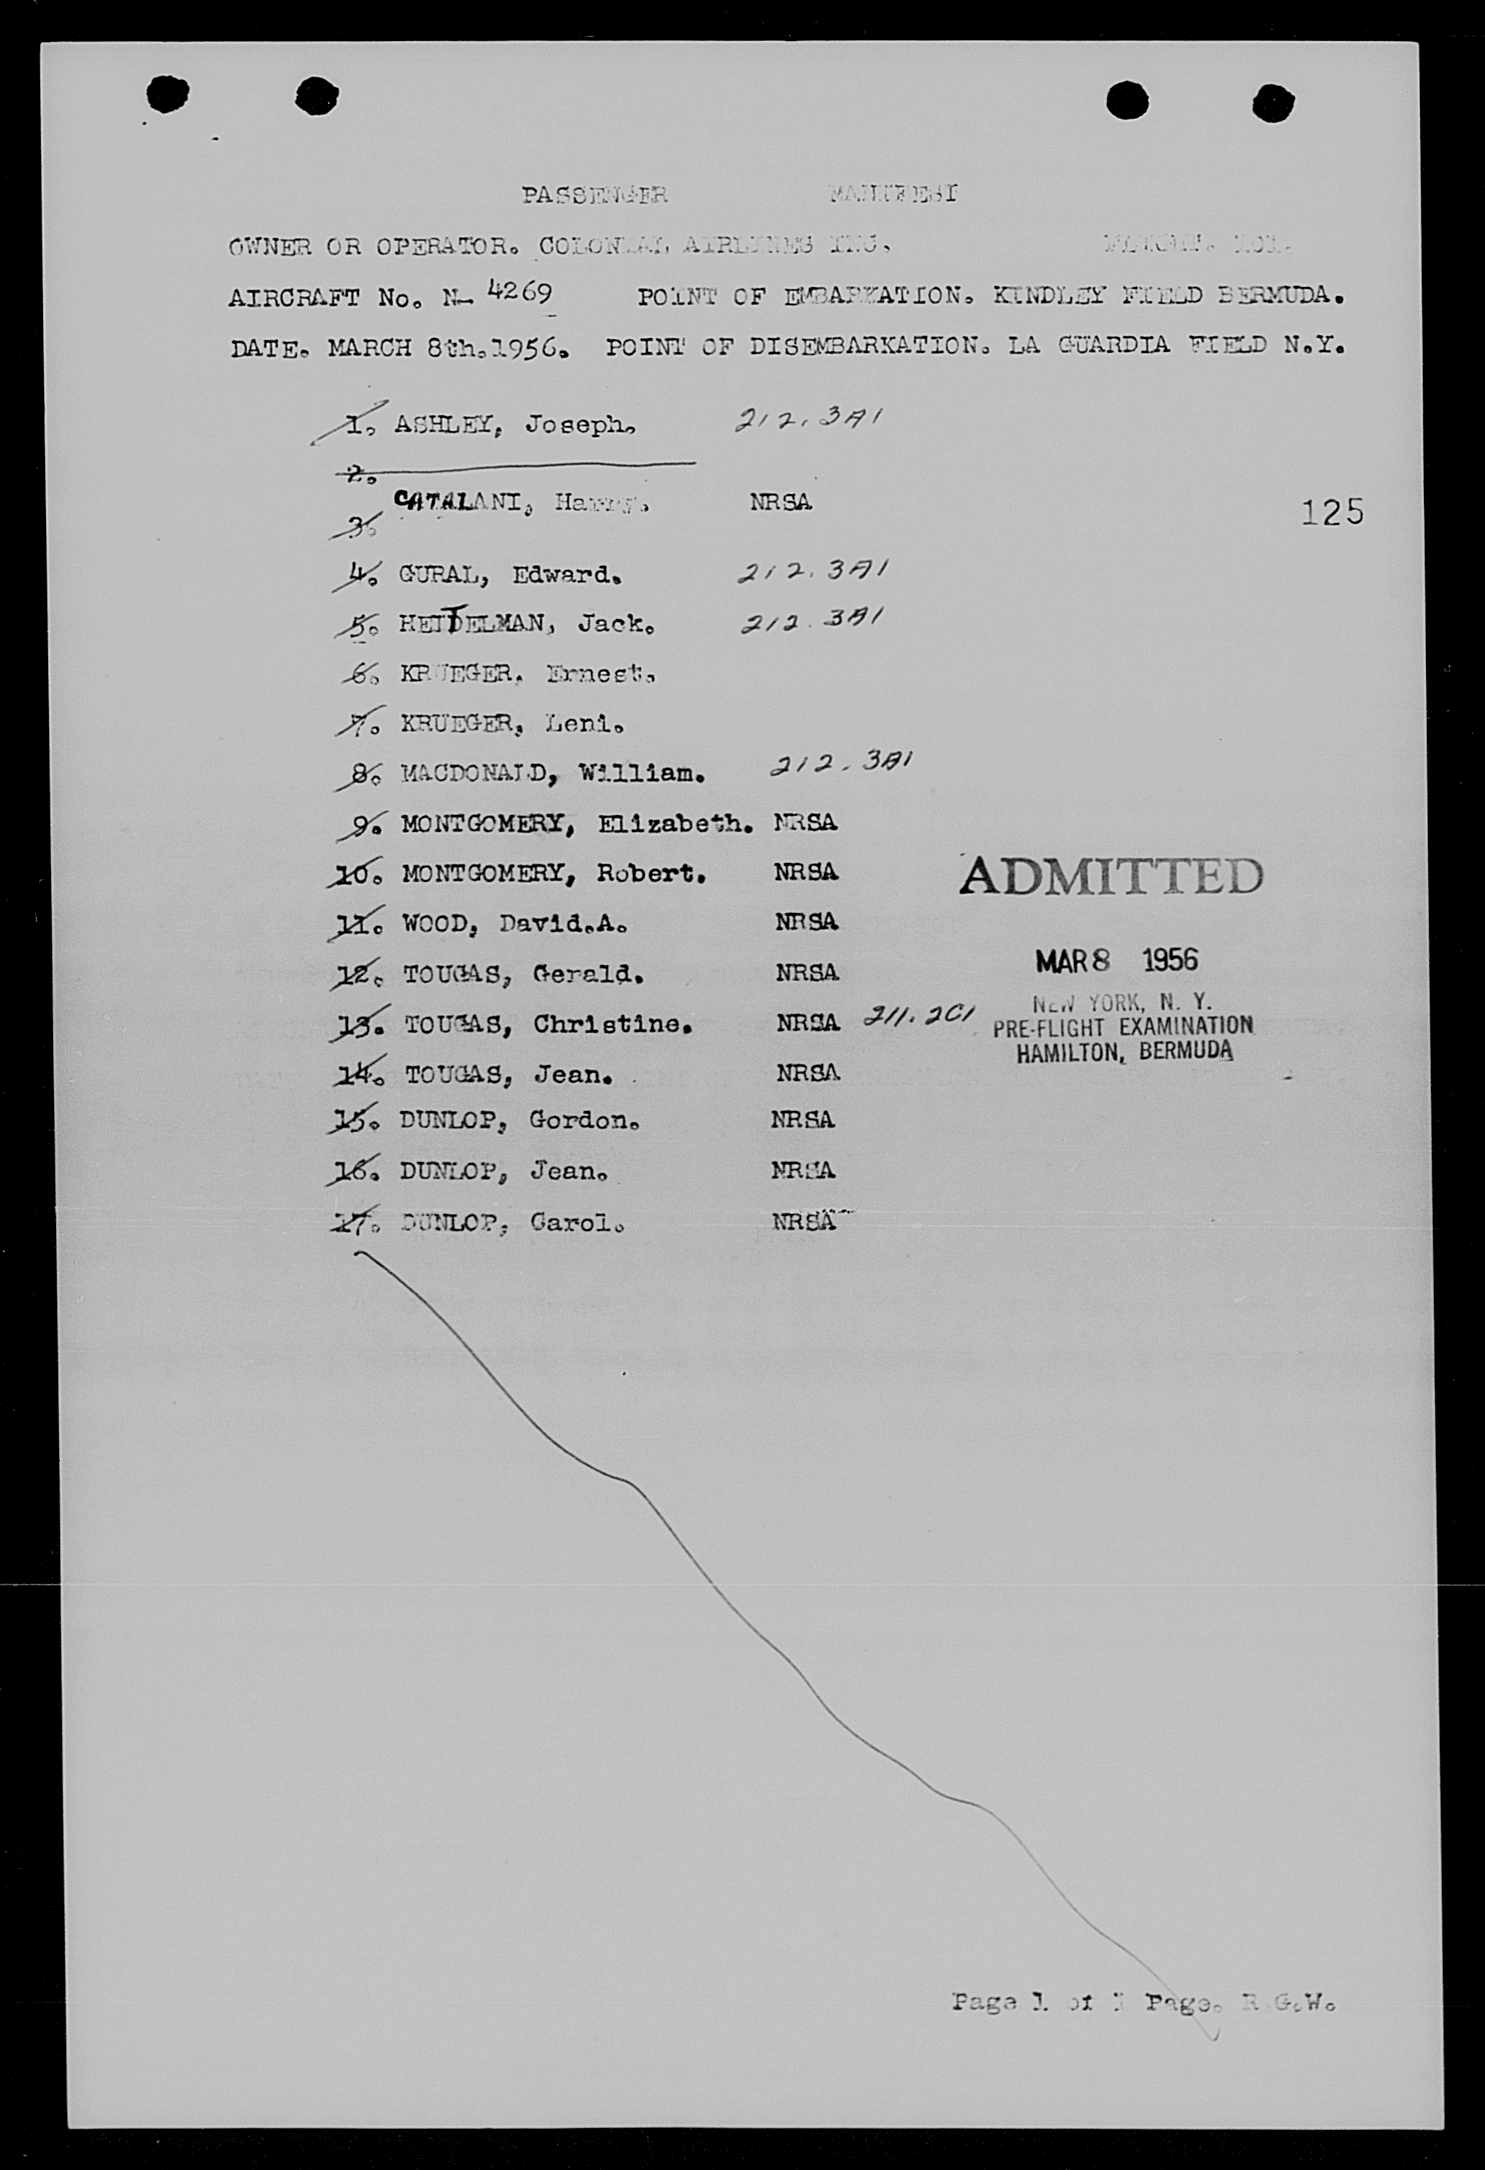 PASSENGER MANIFEST
OWNER OR OPERATOR. COLONIAL AIRLINES INC.
AIRCRAFT No. N- 4269 POINT OF EMBARKATION. KINDLEY FIELD BERMUDA.
DATE. MARCH 8th.1956. POINT OF DISEMBARKATION. LA GUARDIA FIELD N.Y.
1. ASHLEY, Joseph. 212.3A1
2.
CATALANI, Harry. NRSA
3.
125
4. GURAL, Edward. 212.3A1
5. HEITELMAN, Jack. 212.3A1
6. KRUEGER. Ernest.
7. KRUEGER, Leni.
8. MACDONALD, William. 212.3A1
9. MONTGOMERY, Elizabeth. NRSA
10. MONTGOMERY, Robert. NRSA
ADMITTED
11. WOOD, David.A. NRSA
MAR 8 1956
12. TOUGAS, Gerald. NRSA
NEW YORK, N. Y.
13. TOUGAS, Christine. NRSA 211.2C1
PRE-FLIGHT EXAMINATION
HAMILTON, BERMUDA
14. TOUGAS, Jean. NRSA
15. DUNLOP, Gordon. NRSA
16. DUNLOP, Jean. NRSA
17. DUNLOP, Carol. NRSA
Page 1 of 1 Page. R.G.W.